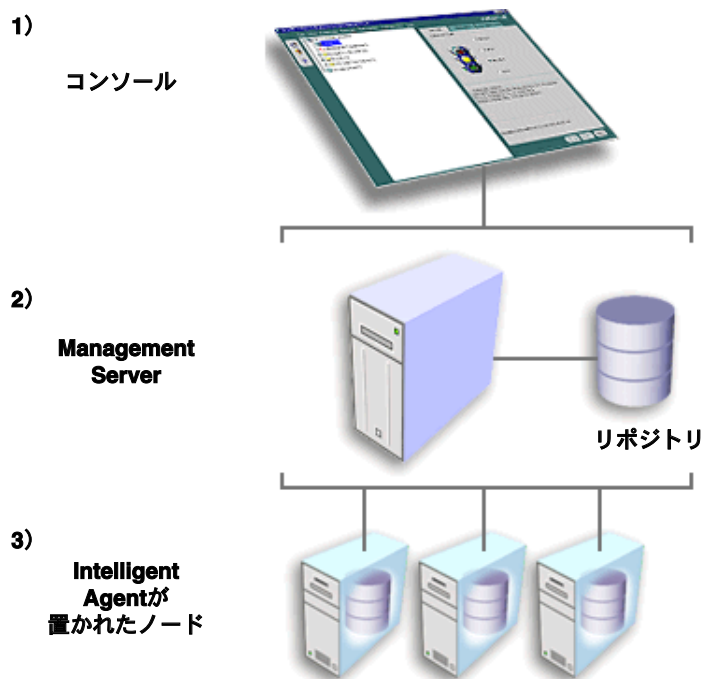 1)
コンソール
2)
Management
Server
リポジトリ
3)
Intelligent
Agentが
置かれたノード